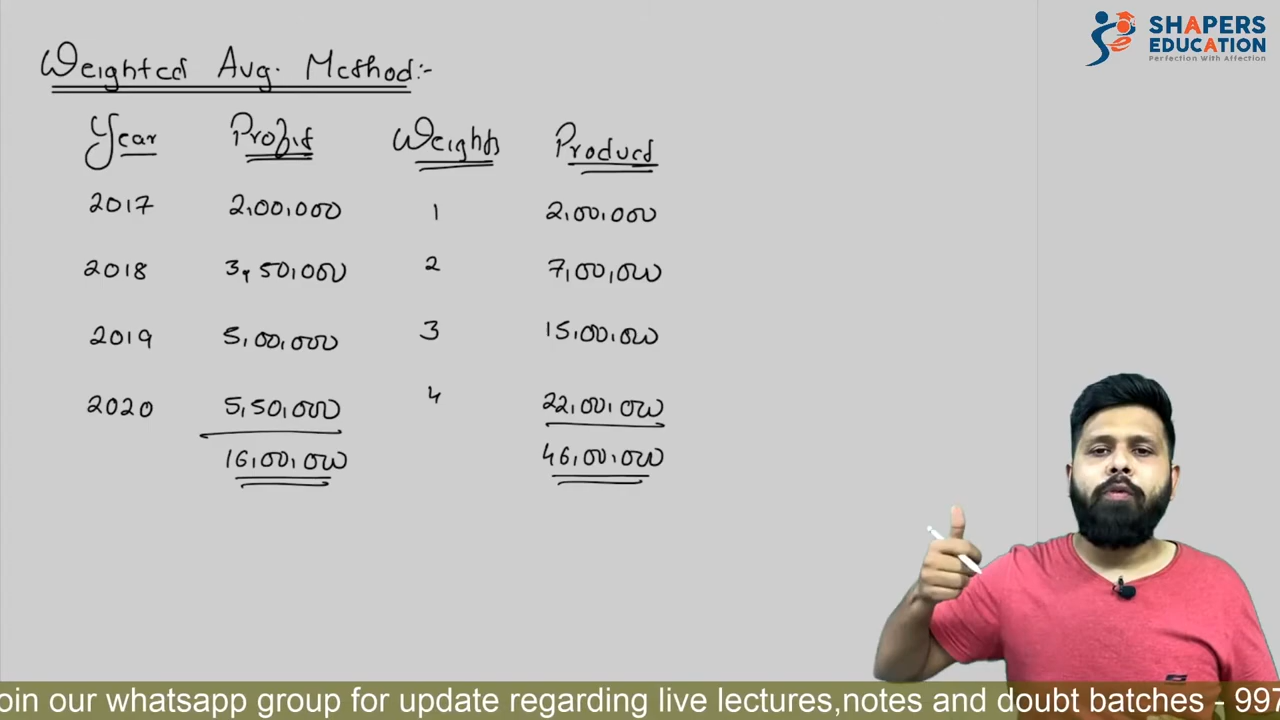 SHAPERS
EDUCATION
Perfection With Affection
Weighted Avg. Method:-
Year Profit Weights Product
2017 2,00,000 1 2,00,000
2018 3,50,000 2 7,00,000
2019 5,00,000 3 15,00,000
2020 5,50,000 4 22,00,000
16,00,000 46,00,000
oin our whatsapp group for update regarding live lectures,notes and doubt batches - 997